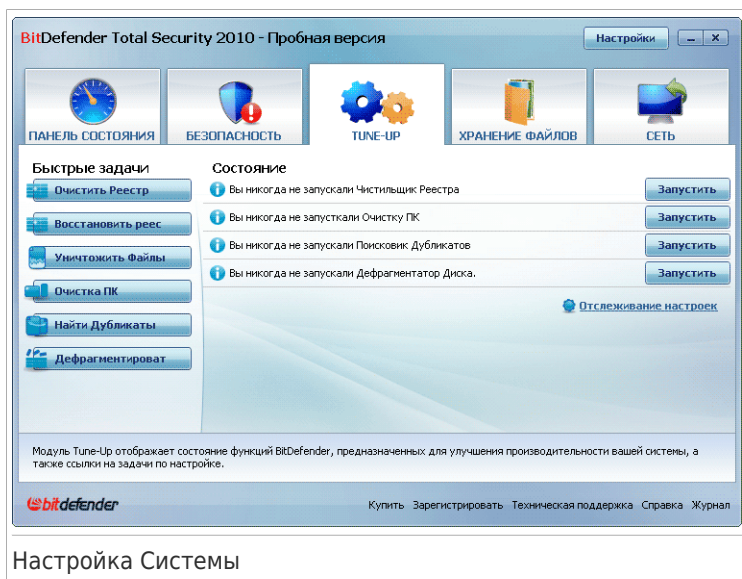 BitDefender Total Security 2010 - Пробная версия
Настройки
ПАНЕЛЬ СОСТОЯНИЯ
БЕЗОПАСНОСТЬ
TUNE-UP
ХРАНЕНИЕ ФАЙЛОВ
СЕТЬ
Быстрые задачи
Очистить Реестр
Восстановить реес
Уничтожить Файлы
Очистка ПК
Найти Дубликаты
Дефрагментироват
Состояние
Вы никогда не запускали Чистильщик Реестра
Запустить
Вы никогда не запусткали Очистку ПК
Запустить
Вы никогда не запускали Поисковик Дубликатов
Запустить
Вы никогда не запускали Дефрагментатор Диска.
Запустить
Отслеживание настроек
Модуль Tune-Up отображает состояние функций BitDefender, предназначенных для улучшения производительности вашей системы, а
также ссылки на задачи по настройке.
bitdefender
Купить Зарегистрировать Техническая поддержка Справка Журнал
Настройка Системы